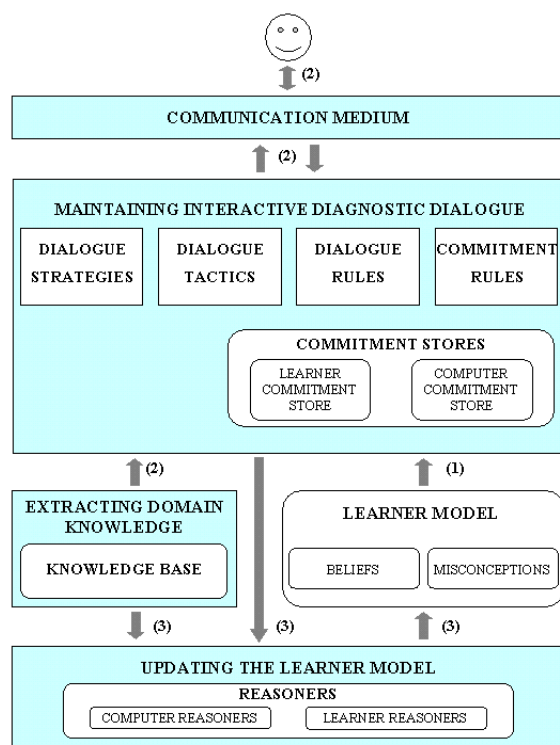 (2)
COMMUNICATION MEDIUM
(2)
MAINTAINING INTERACTIVE DIAGNOSTIC DIALOGUE
DIALOGUE
STRATEGIES
DIALOGUE
TACTICS
DIALOGUE
RULES
COMMITMENT
RULES
COMMITMENT STORES
LEARNER
COMMITMENT
STORE
COMPUTER
COMMITMENT
STORE
(2)
(1)
EXTRACTING DOMAIN
KNOWLEDGE
KNOWLEDGE BASE
LEARNER MODEL
BELIEFS
MISCONCEPTIONS
(3)
(3)
(3)
UPDATING THE LEARNER MODEL
REASONERS
COMPUTER REASONERS
LEARNER REASONERS